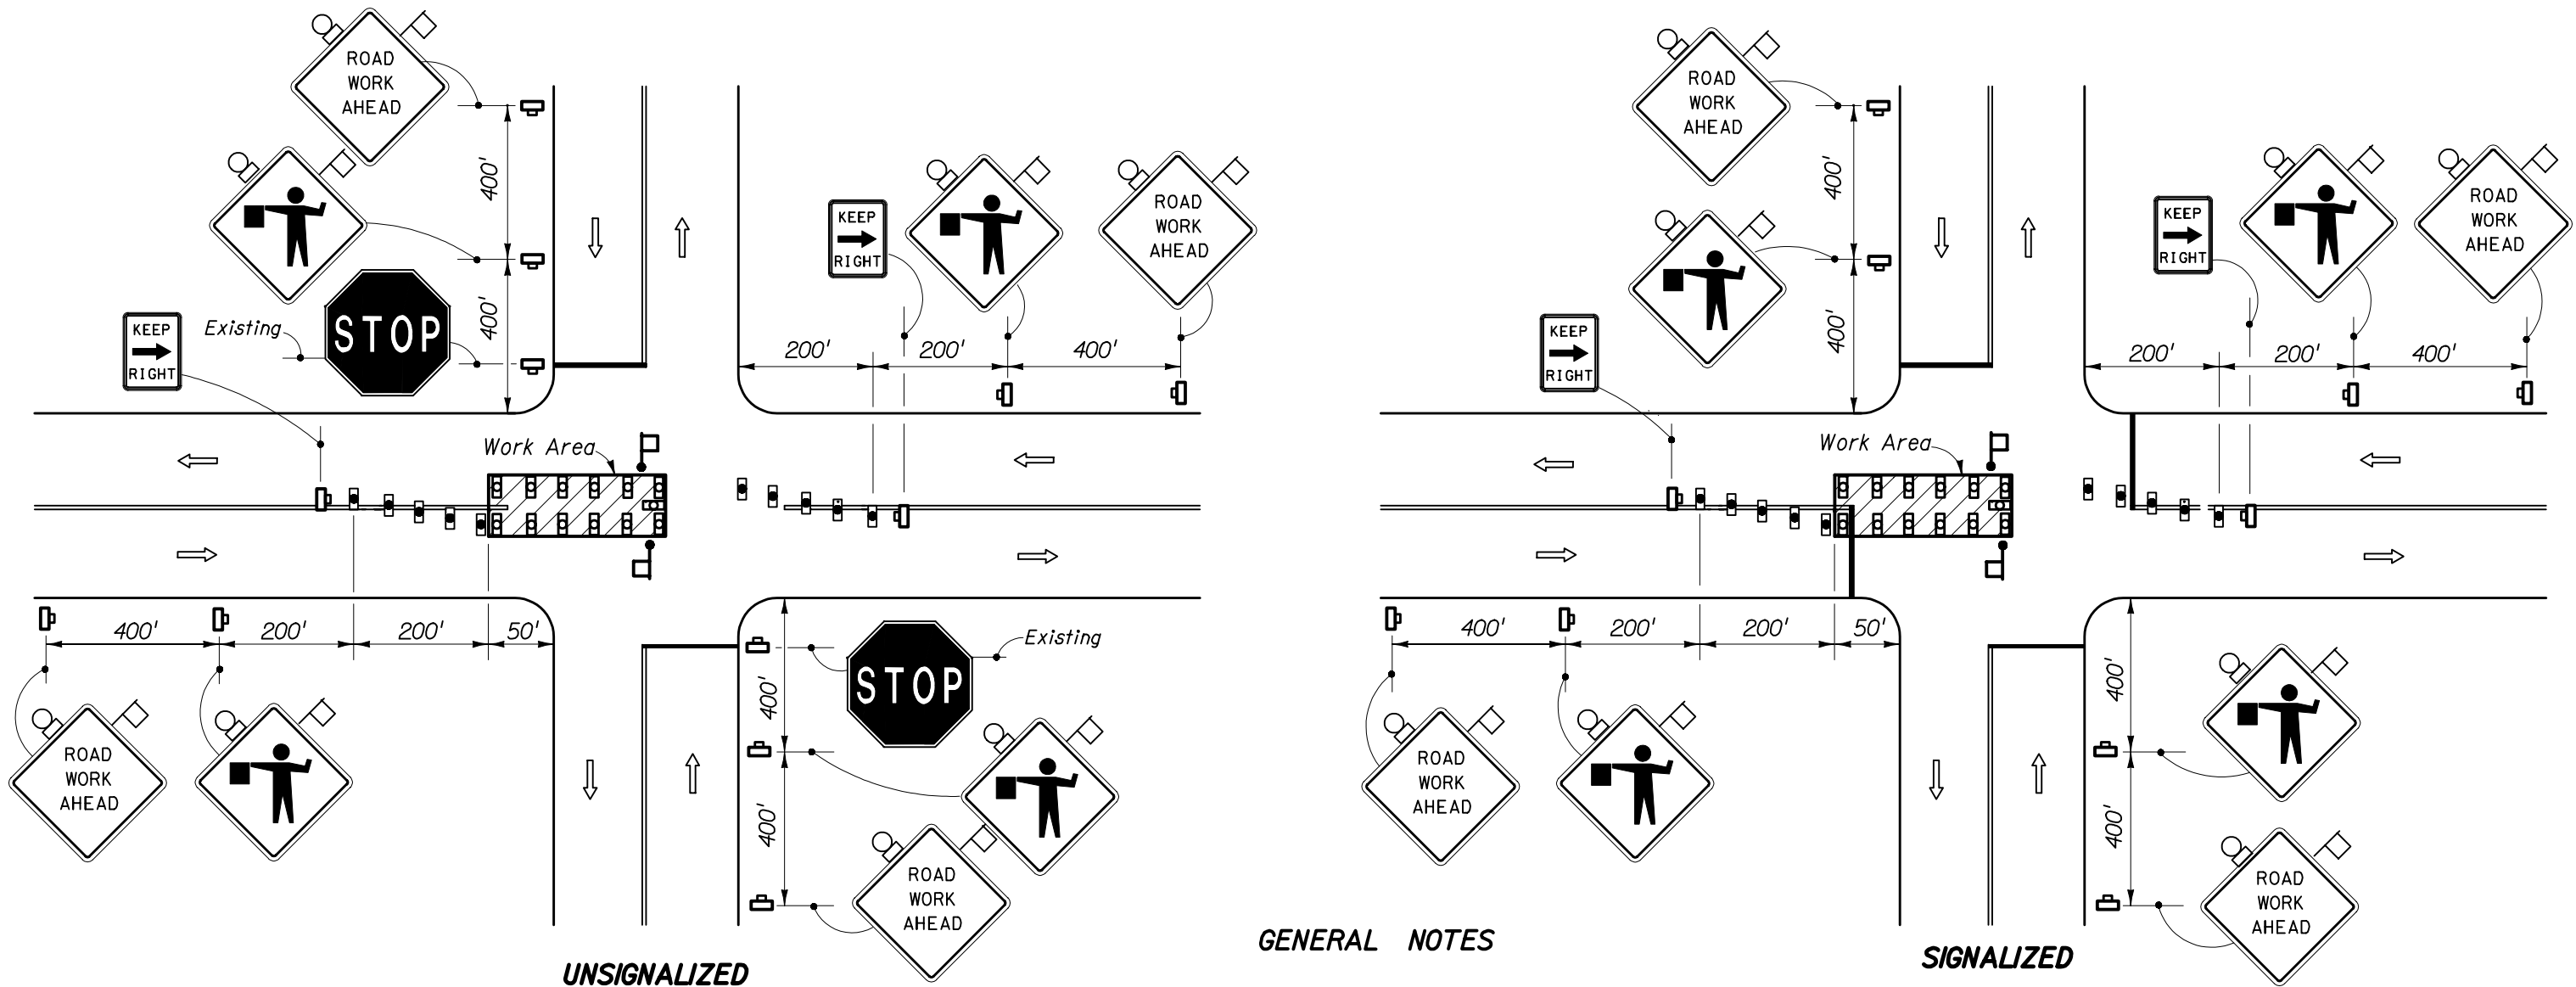 ROAD
WORK
AHEAD
400'
400'
STOP
Existing
KEEP
RIGHT
KEEP
RIGHT
ROAD
WORK
AHEAD
200'
200'
400'
Work Area
400'
200'
200'
50'
ROAD
WORK
AHEAD
400'
400'
STOP
Existing
ROAD
WORK
AHEAD
UNSIGNALIZED
GENERAL NOTES
ROAD
WORK
AHEAD
400'
400'
KEEP
RIGHT
KEEP
RIGHT
ROAD
WORK
AHEAD
200'
200'
400'
Work Area
400'
200'
200'
50'
ROAD
WORK
AHEAD
400'
400'
ROAD
WORK
AHEAD
SIGNALIZED